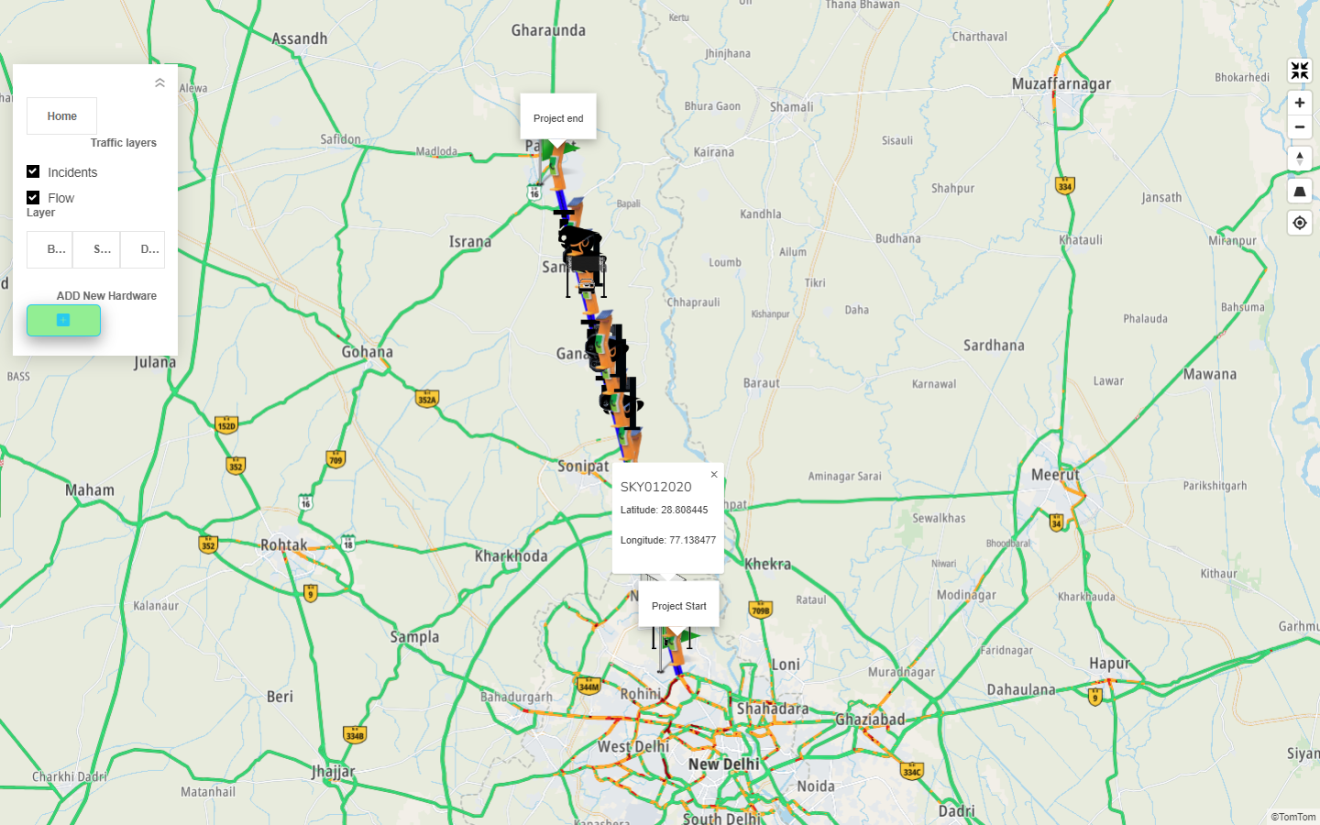 Home
Traffic layers
Incidents
Flow
Layer
B...
S...
D...
ADD New Hardware
Project end
SKY012020
Latitude: 28.808445
Longitude: 77.138477
Project Start
Assandh
Gharaunda
Kertu
Thana Bhawan
Charthaval
Jhinjhana
Muzaffarnagar
Bhokarhedi
Alewa
Bhura Gaon
Shamali
Safidon
Madloda
Kairana
Sisauli
16
334
Shahpur
Jansath
Bapali
Kandhla
Israna
Budhana
Khatauli
Miranpur
Ailum
Loumb
Tikri
Chhaprauli
Kishanpur
Daha
Bahsuma
Phalauda
Gohana
Sardhana
Julana
BASS
Baraut
Karnawal
Lawar
Mawana
352A
152D
709
352
Sonipat
Aminagar Sarai
Meerut
Maham
16
Parikshitgarh
34
Sewalkhas
352
Rohtak
18
Bhoodbaral
Kharkhoda
Khekra
Niwari
Kithaur
9
Kalanaur
Modinagar
Kharkhauda
Rataul
709B
Sampla
Garhmu
Faridnagar
Loni
Hapur
Muradnagar
344M
Rohini
Dahaulana
9
Beri
Bahadurgarh
Shahadara
Ghaziabad
334B
West Delhi
New Delhi
Siyan
Jhajjar
334C
Charkhi Dadri
Matanhail
Noida
Dadri
South Delhi
©TomTom